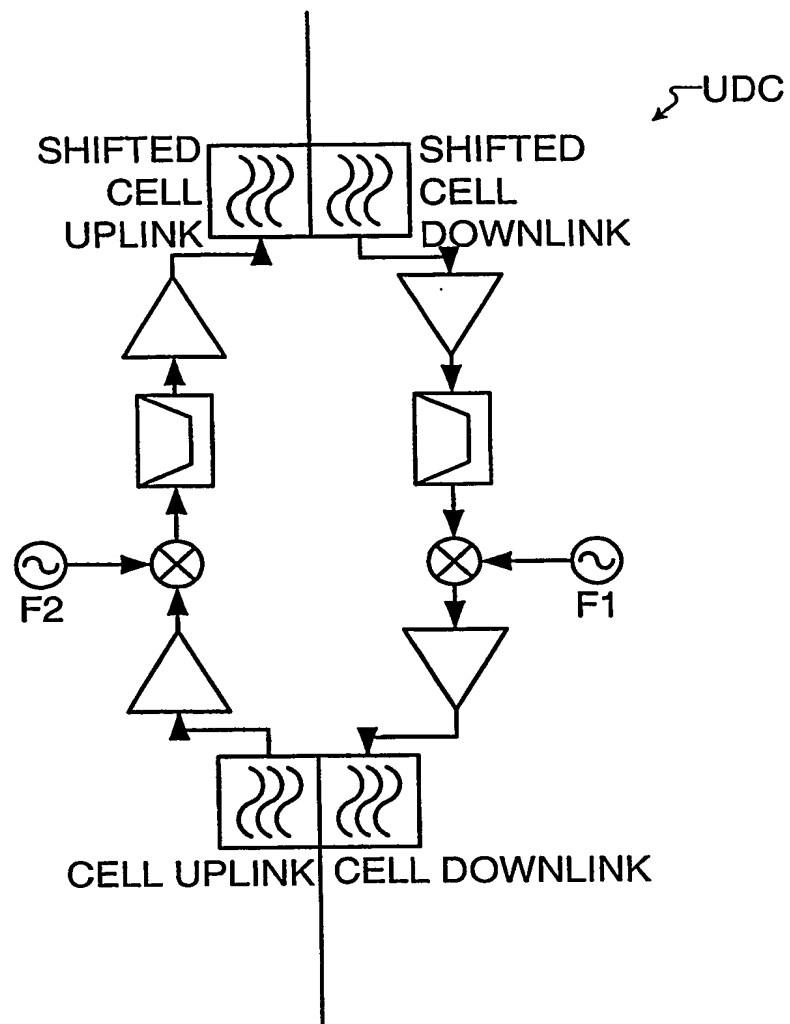 UDC
SHIFTED
CELL
UPLINK
SHIFTED
CELL
DOWNLINK
F2
F1
CELL UPLINK
CELL DOWNLINK